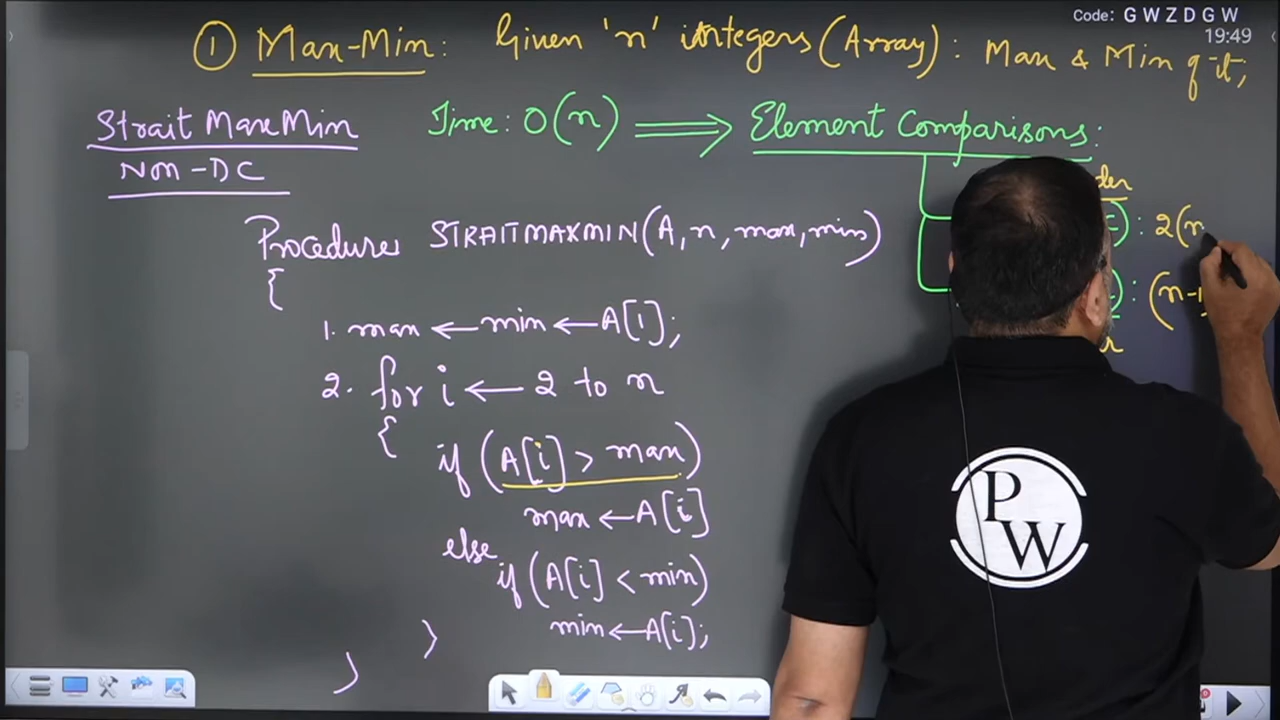 Code: G W Z D G W
19:49
① Max-Min: Given 'n' integers (Array): Max & Min of it;
Strait MaxMin
Time: O(n) ⟹ Element Comparisons:
Non-DC
Procedure STRAITMAXMIN(A, n, max, min)
: 2(n
{
: (n-1
1. max ← min ← A[1];
2. for i ← 2 to n
{
if (A[i] > max)
max ← A[i]
else
if (A[i] < min)
min ← A[i];
}
}
P
W